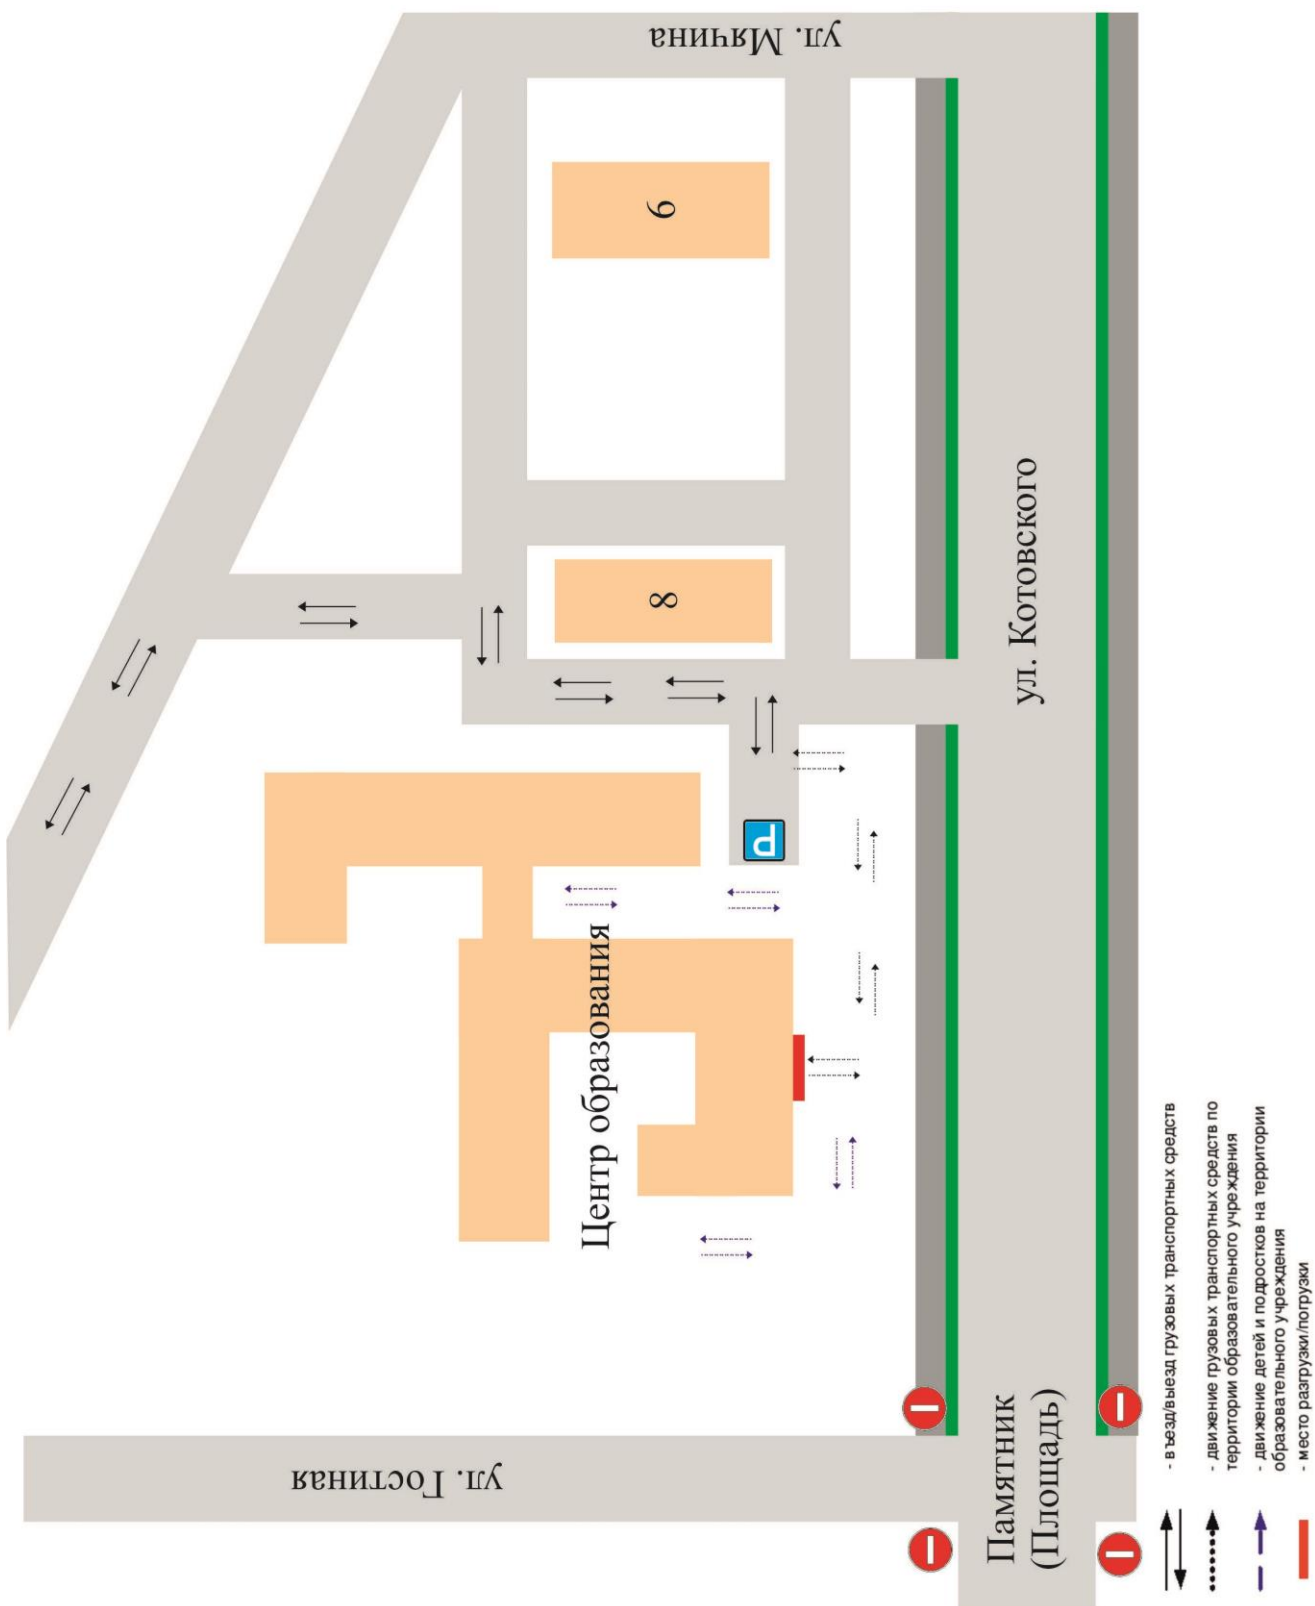 ул. Гостиная
ул. Мячина
Центр образования
8
9
Р
ул. Котовского
Памятник
(Площадь)
- въезд/выезд грузовых транспортных средств
- движение грузовых транспортных средств по
территории образовательного учреждения
- движение детей и подростков на территории
образовательного учреждения
- место разгрузки/погрузки